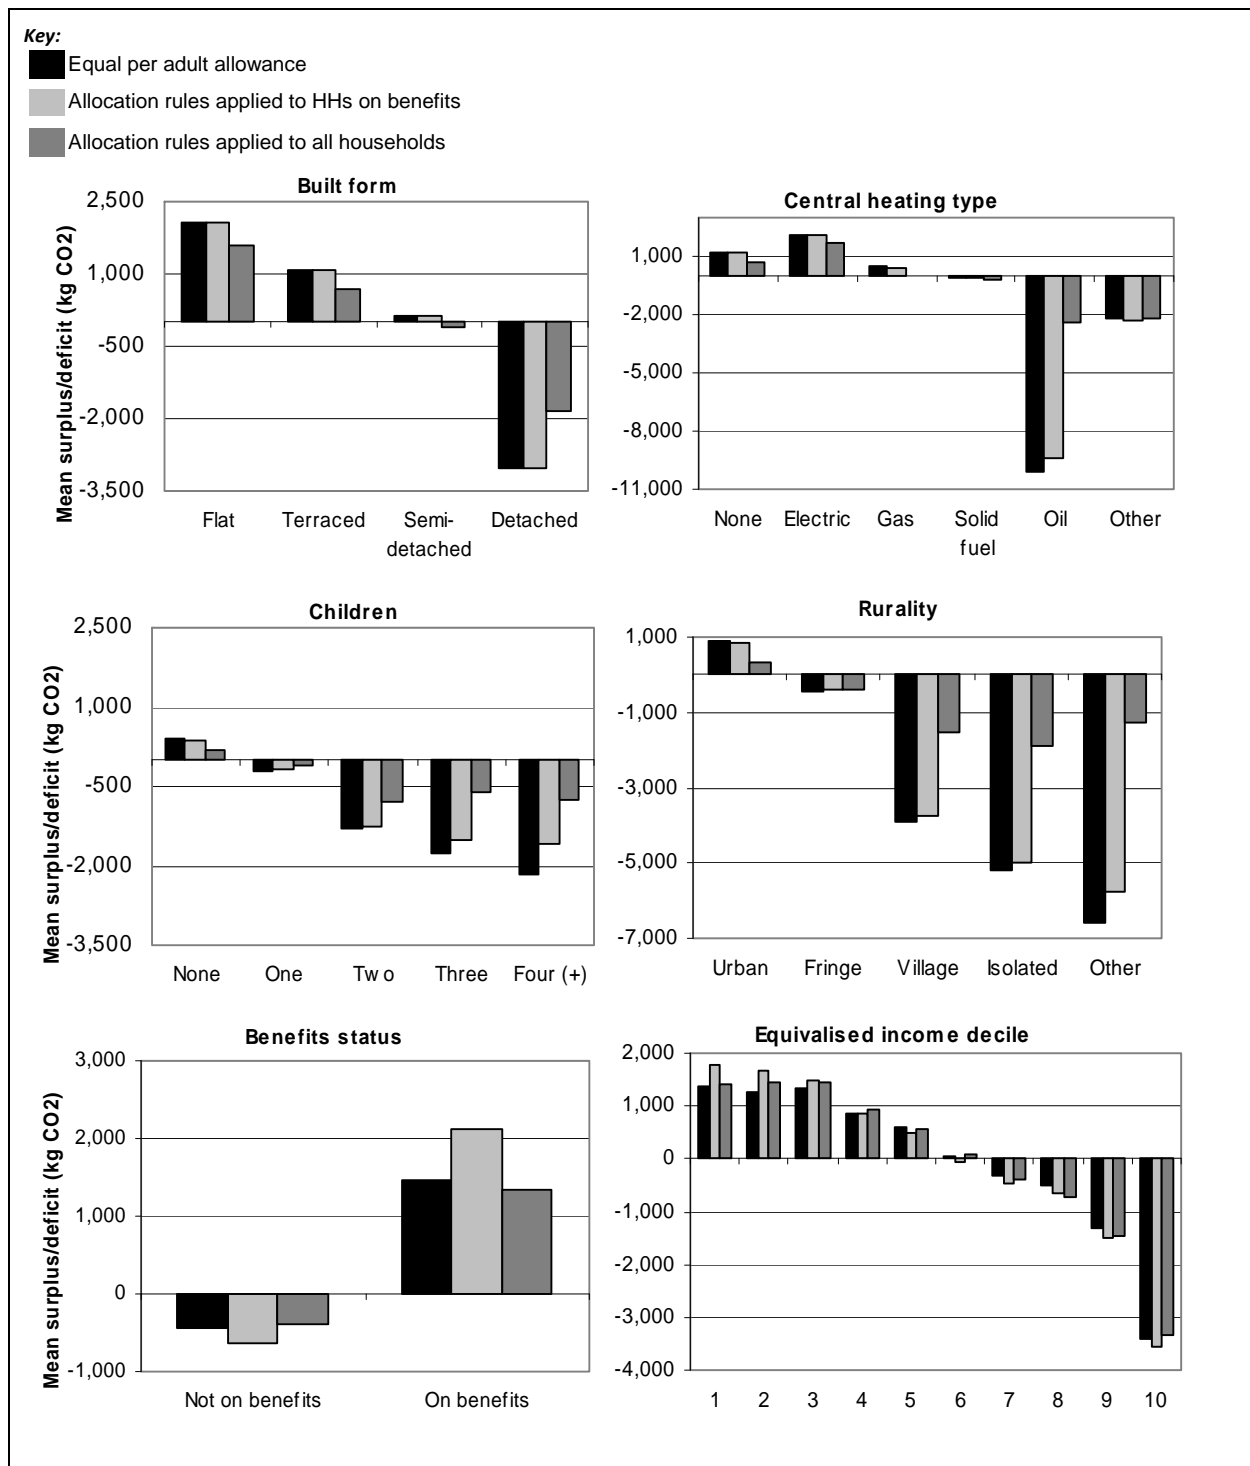 Key:
Equal per adult allowance
Allocation rules applied to HHs on benefits
Allocation rules applied to all households
Built form
Mean surplus/deficit (kg CO2)
2,500
1,000
-500
-2,000
-3,500
Flat Terraced Semi- Detached
detached
Central heating type
1,000
-2,000
-5,000
-8,000
-11,000
None Electric Gas Solid Oil Other
fuel
Children
Mean surplus/deficit (kg CO2)
2,500
1,000
-500
-2,000
-3,500
None One Two Three Four (+)
Rurality
1,000
-1,000
-3,000
-5,000
-7,000
Urban Fringe Village Isolated Other
Benefits status
Mean surplus/deficit (kg CO2)
3,000
2,000
1,000
0
-1,000
Not on benefits On benefits
Equivalised income decile
2,000
1,000
0
-1,000
-2,000
-3,000
-4,000
1 2 3 4 5 6 7 8 9 10